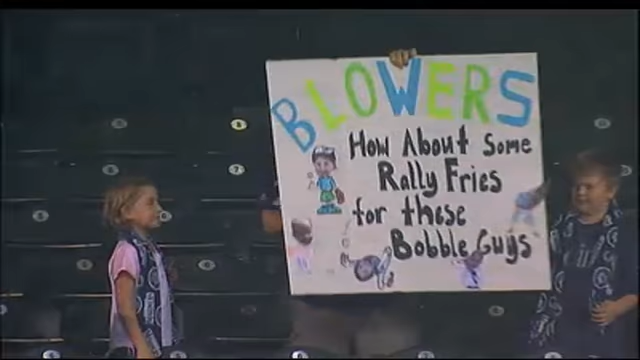 BLOWERS
How About Some
Rally Fries
for these
Bobble Guys